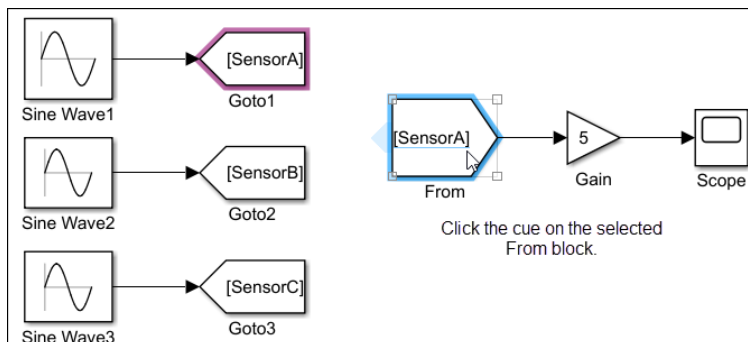 [SensorA]
Sine Wave1
Goto1
[SensorB]
Sine Wave2
Goto2
[SensorC]
Sine Wave3
Goto3
[SensorA]
From
5
Gain
Scope
Click the cue on the selected
From block.